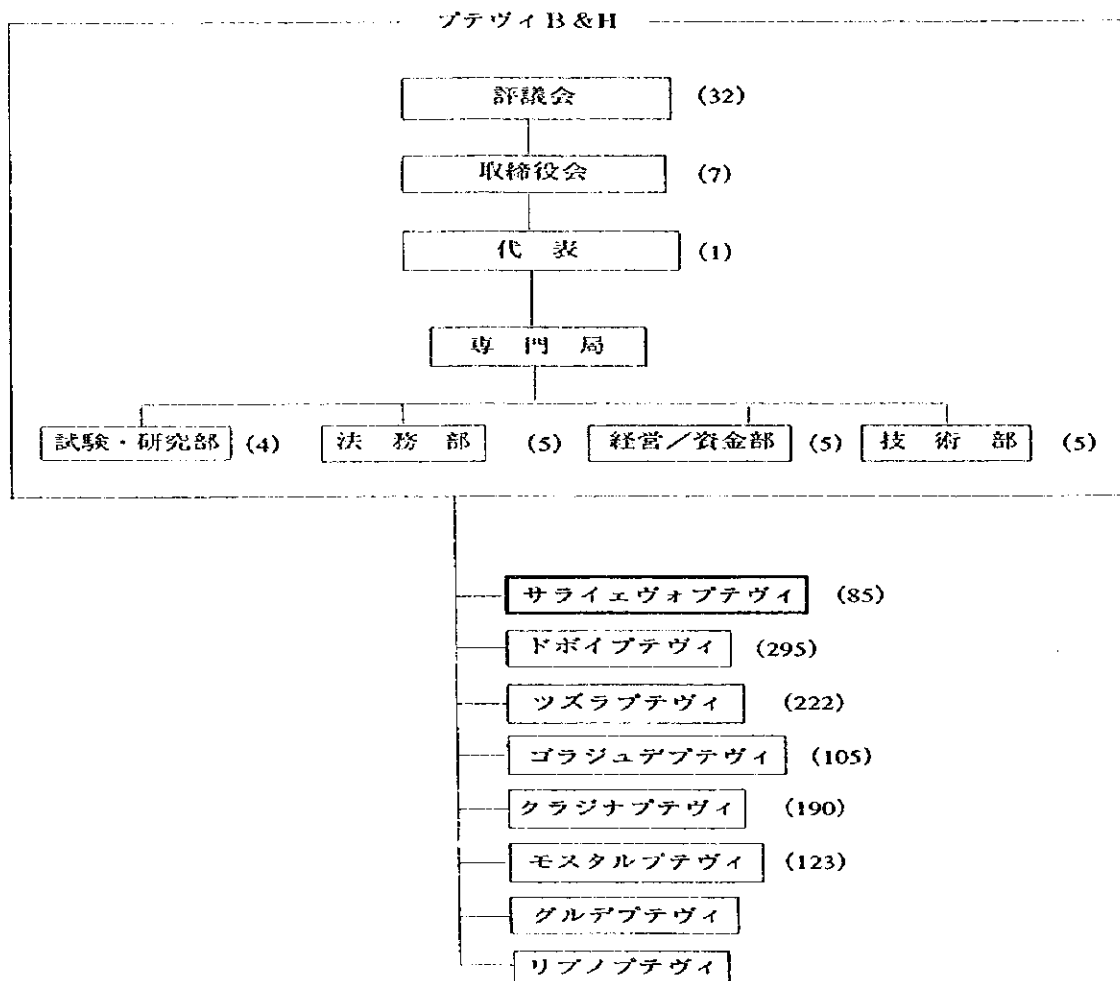 プテヴィB&H
評議会 (32)
取締役会 (7)
代 表 (1)
専 門 局
試験・研究部 (4) 法 務 部 (5) 経営／資金部 (5) 技 術 部 (5)
サライェヴォプテヴィ (85)
ドボイプテヴィ (295)
ツズラプテヴィ (222)
ゴラジュデプテヴィ (105)
クラジナプテヴィ (190)
モスタルプテヴィ (123)
グルデプテヴィ
リブノプテヴィ